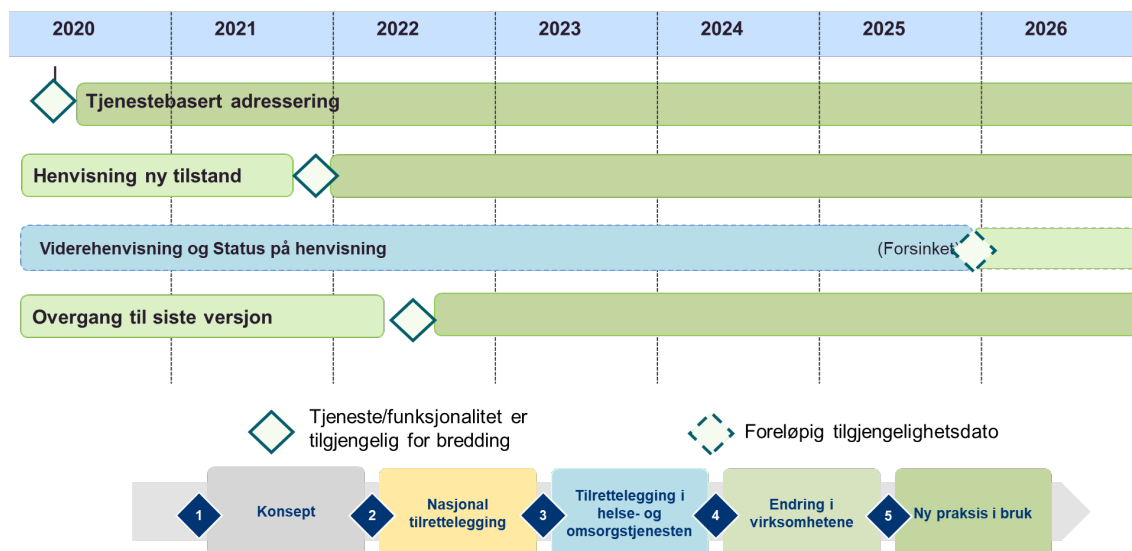 2020 2021 2022 2023 2024 2025 2026
Tjenestebasert adressering
Henvisning ny tilstand
Viderehenvisning og Status på henvisning (Forsinket)
Overgang til siste versjon
Tjeneste/funksjonalitet er
tilgjengelig for bredding
Foreløpig tilgjengelighetsdato
1
Konsept
2
Nasjonal
tilrettelegging
3
Tilrettelegging i
helse- og
omsorgstjenesten
4
Endring i
virksomhetene
5
Ny praksis i bruk